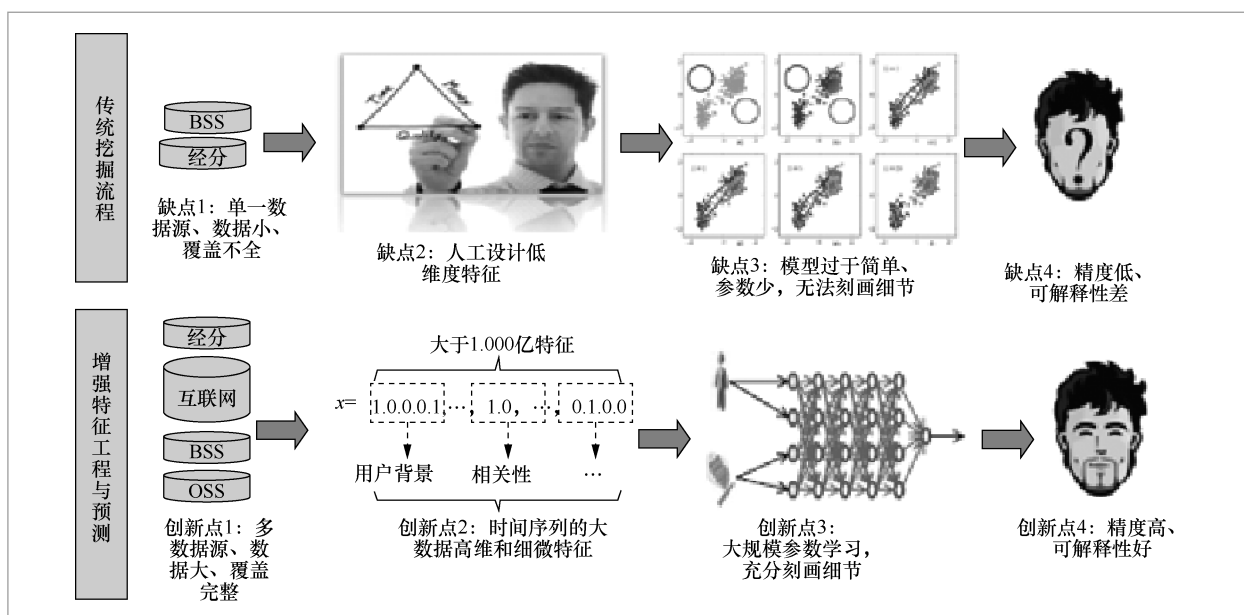 传统挖掘流程
BSS
经分
缺点1：单一数
据源、数据小、
覆盖不全
缺点2：人工设计低
维度特征
缺点3：模型过于简单、
参数少，无法刻画细节
?
缺点4：精度低、
可解释性差
增强特征工程与预测
经分
互联网
BSS
OSS
创新点1：多
数据源、数
据大、覆盖
完整
大于1.000亿特征
x= 1.0.0.0.1,…, 1.0, …, 0.1.0.0
用户背景 相关性 …
创新点2：时间序列的大
数据高维和细微特征
创新点3：
大规模参数学习，
充分刻画细节
创新点4：精度高、
可解释性好